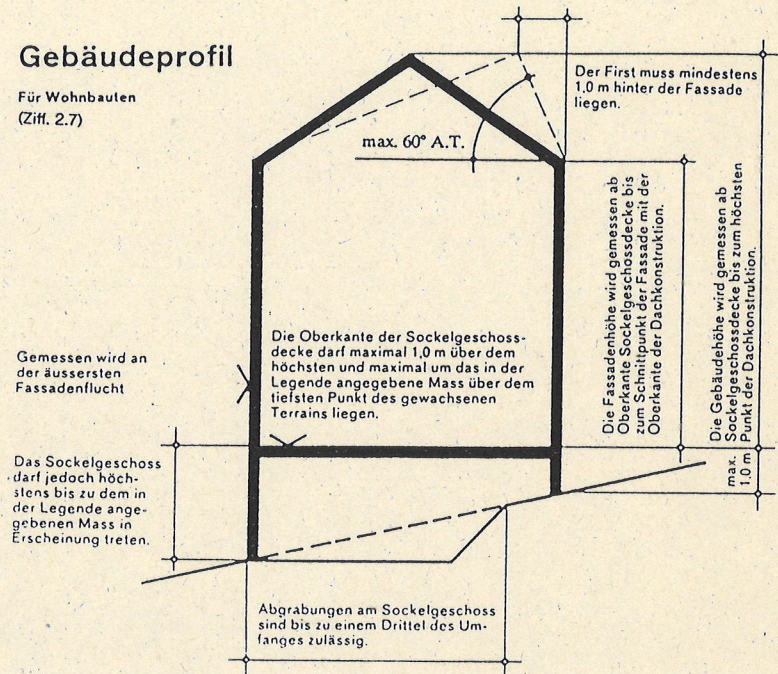 Gebäudeprofil
Für Wohnbauten
(Ziff. 2.7)
Der First muss mindestens
1,0 m hinter der Fassade
liegen.
max. 60° A.T.
Die Fassadenhöhe wird gemessen ab
Oberkante Sockelgeschossdecke bis
zum Schnittpunkt der Fassade mit der
Oberkante der Dachkonstruktion.
Die Gebäudehöhe wird gemessen ab
Sockelgeschossdecke bis zum höchsten
Punkt der Dachkonstruktion.
Die Oberkante der Sockelgeschoss-
decke darf maximal 1,0 m über dem
höchsten und maximal um das in der
Legende angegebene Mass über dem
tiefsten Punkt des gewachsenen
Terrains liegen.
Gemessen wird an
der äussersten
Fassadenflucht
max.
1,0 m
Das Sockelgeschoss
darf jedoch höch-
stens bis zu dem in
der Legende ange-
gebenen Mass in
Erscheinung treten.
Abgrabungen am Sockelgeschoss
sind bis zu einem Drittel des Um-
fanges zulässig.